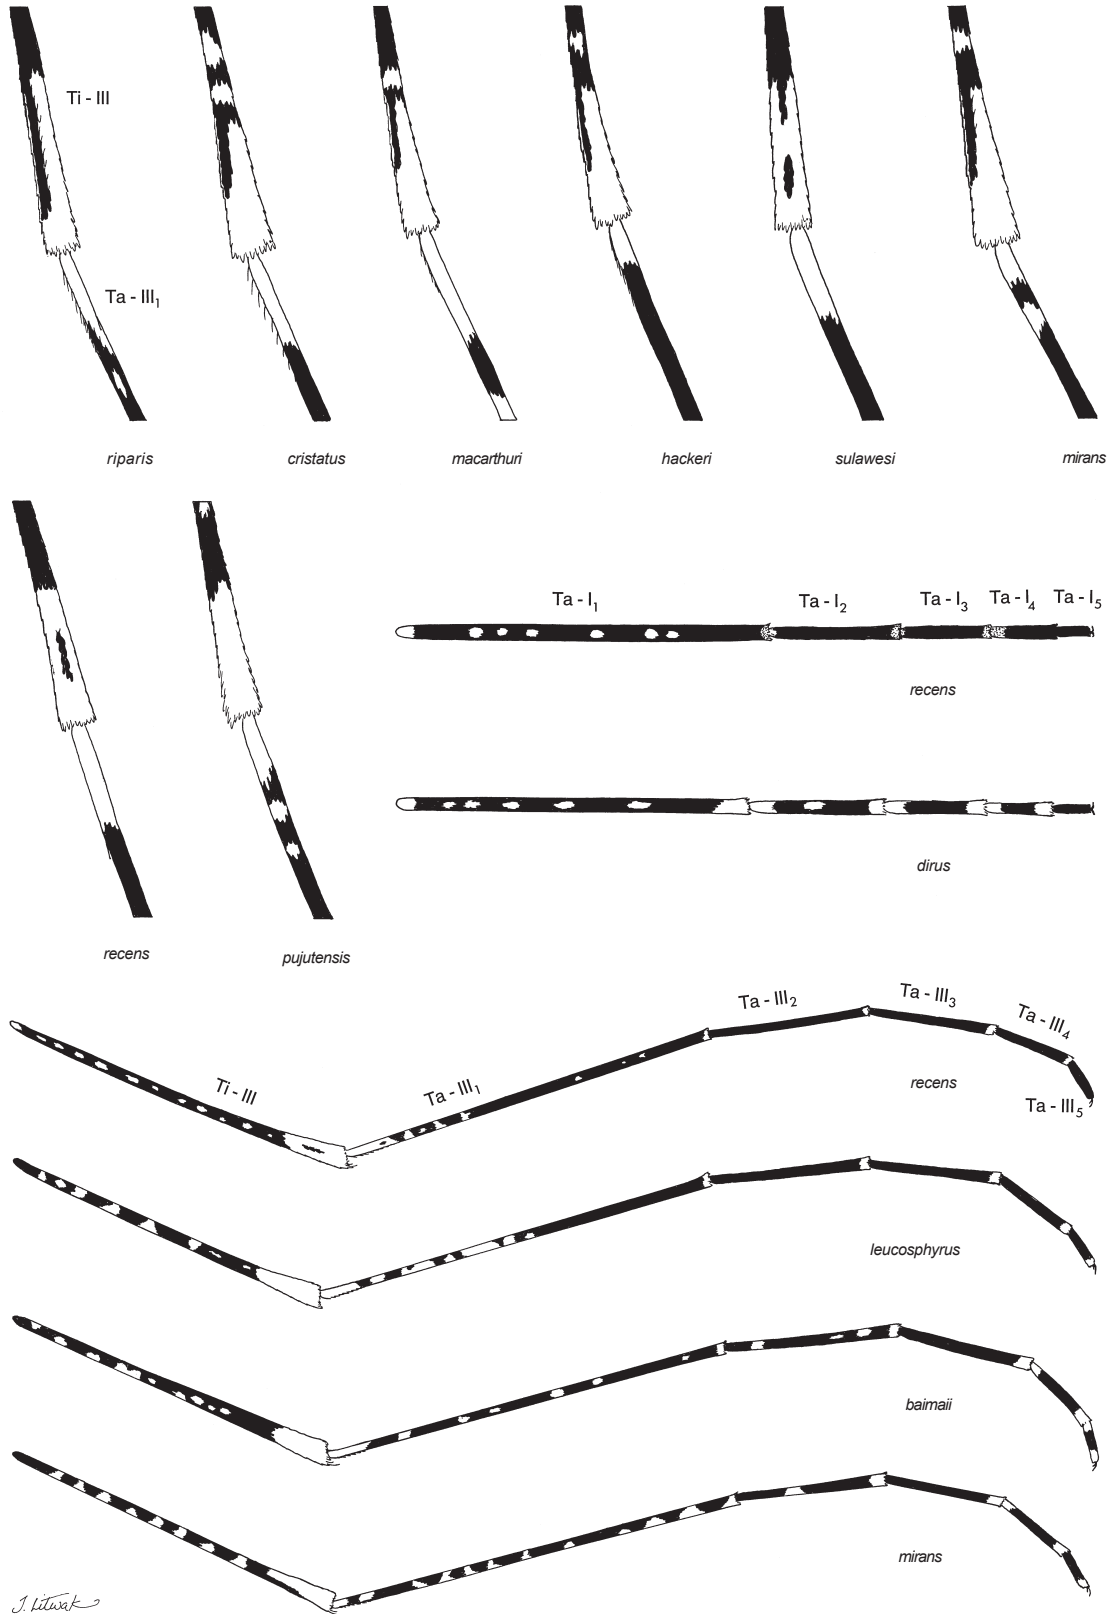 Ti - III
Ta - III₁
riparis
cristatus
macarthuri
hackeri
sulawesi
mirans
Ta - I₁
Ta - I₂
Ta - I₃
Ta - I₄
Ta - I₅
recens
dirus
recens
pujutensis
Ti - III
Ta - III₁
Ta - III₂
Ta - III₃
Ta - III₄
Ta - III₅
recens
leucosphyrus
baimaii
mirans
J. Litwak